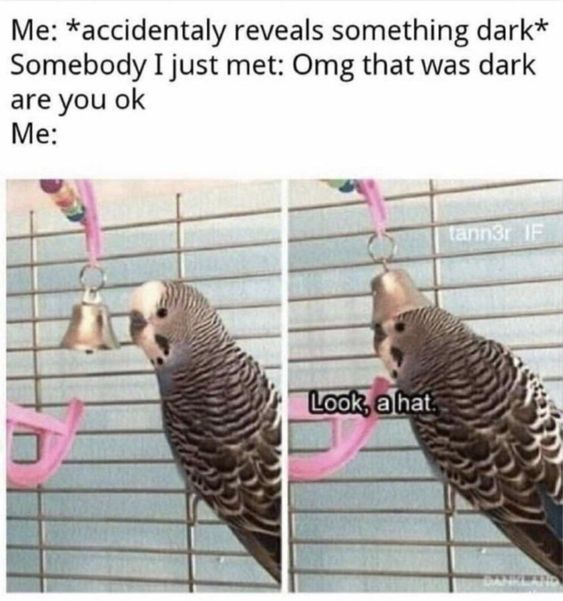 Me: *accidentaly reveals something dark*
Somebody I just met: Omg that was dark
are you ok
Me:
tann3r IF
Look, a hat.
DANKLAND